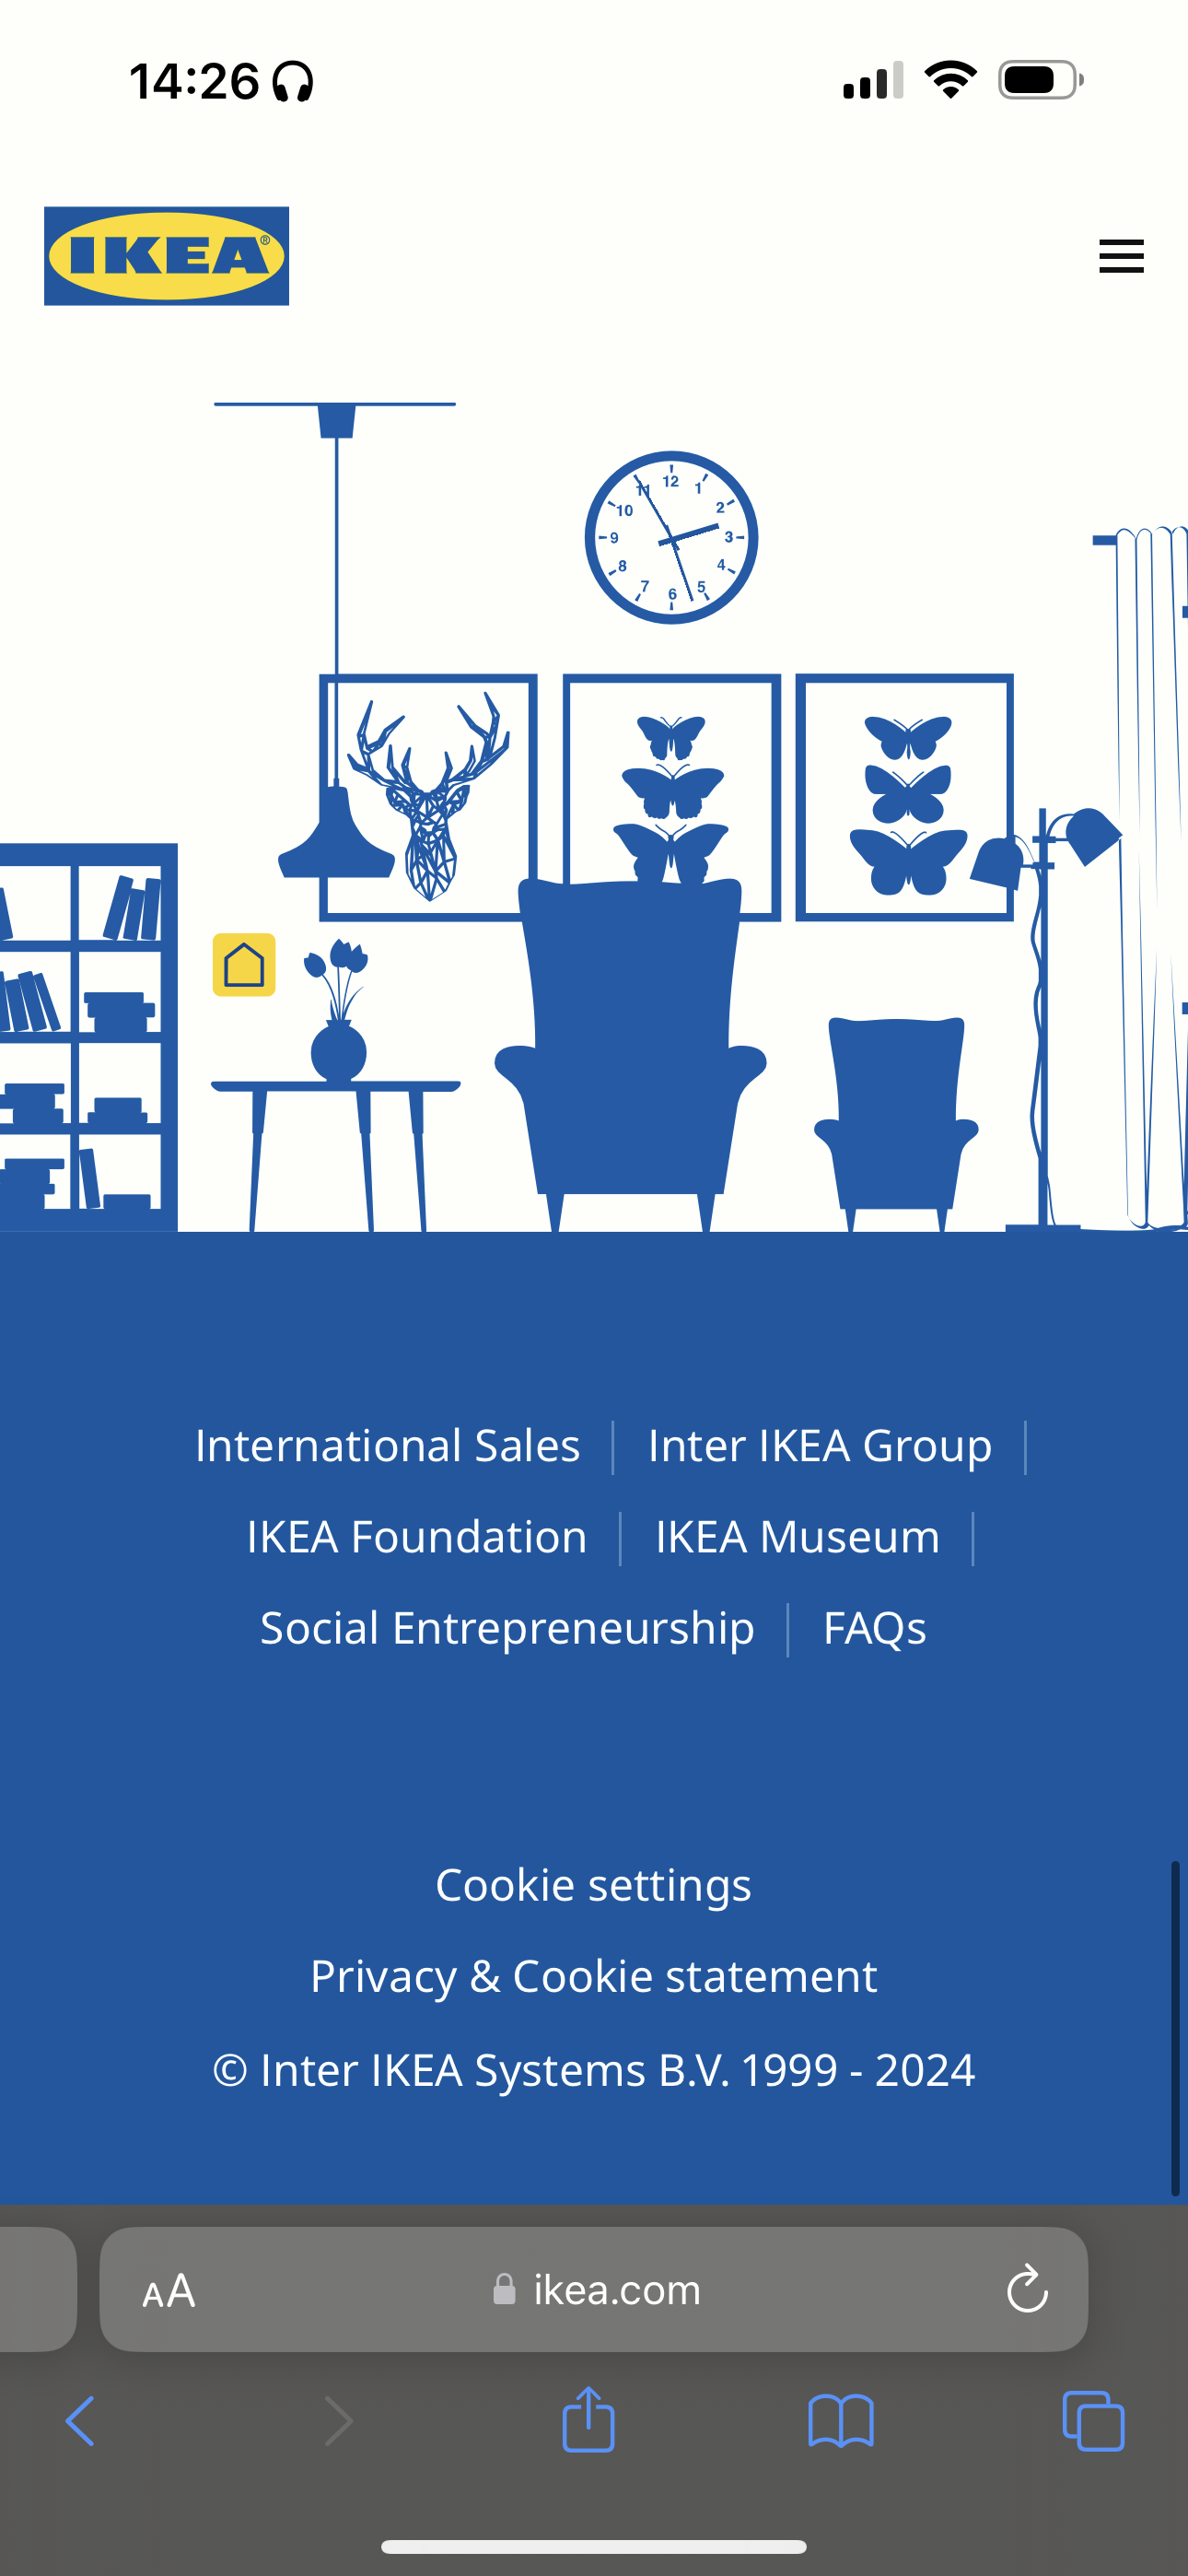 14:26
IKEA®
12
11 1
10 2
9 3
8 4
7 5
6
International Sales | Inter IKEA Group |
IKEA Foundation | IKEA Museum |
Social Entrepreneurship | FAQs
Cookie settings
Privacy & Cookie statement
© Inter IKEA Systems B.V. 1999 - 2024
AA ikea.com